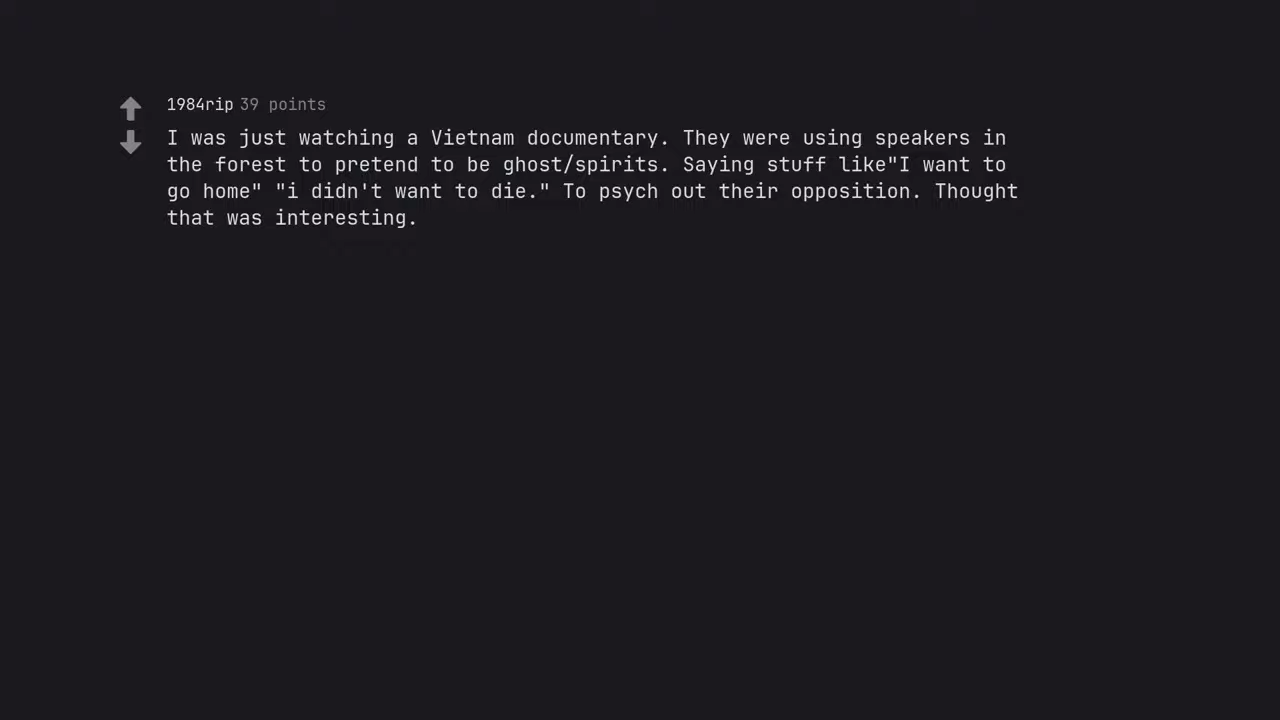 1984rip 39 points
I was just watching a Vietnam documentary. They were using speakers in
the forest to pretend to be ghost/spirits. Saying stuff like"I want to
go home" "i didn't want to die." To psych out their opposition. Thought
that was interesting.